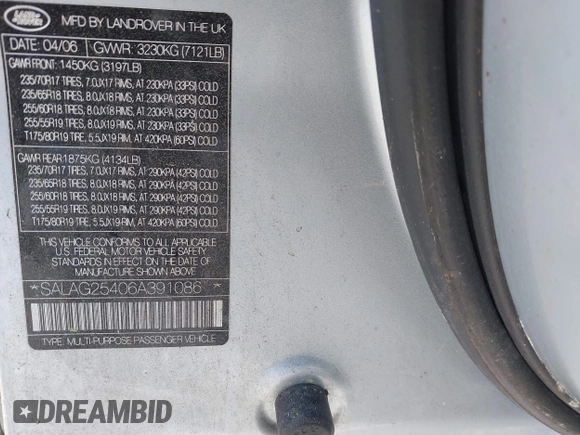 LAND ROVER
MFD BY LANDROVER IN THE UK
DATE: 04/06 GVWR: 3230KG (7121LB)
GAWR FRONT: 1450KG (3197LB)
235/70R17 TIRES, 7.0JX17 RIMS, AT 230KPA (33PSI) COLD
235/65R18 TIRES, 8.0JX18 RIMS, AT 230KPA (33PSI) COLD
255/60R18 TIRES, 8.0JX18 RIMS, AT 230KPA (33PSI) COLD
255/55R19 TIRES, 8.0JX19 RIMS, AT 230KPA (33PSI) COLD
T175/80R19 TIRE, 5.5JX19 RIM, AT 420KPA (60PSI) COLD
GAWR REAR1875KG (4134LB)
235/70R17 TIRES, 7.0JX17 RIMS, AT 290KPA (42PSI) COLD
235/65R18 TIRES, 8.0JX18 RIMS, AT 290KPA (42PSI) COLD
255/60R18 TIRES, 8.0JX18 RIMS, AT 290KPA (42PSI) COLD
255/55R19 TIRES, 8.0JX19 RIMS, AT 290KPA (42PSI) COLD
T175/80R19 TIRE, 5.5JX19 RIM, AT 420KPA (60PSI) COLD
THIS VEHICLE CONFORMS TO ALL APPLICABLE
U.S. FEDERAL MOTOR VEHICLE SAFETY
STANDARDS IN EFFECT ON THE DATE OF
MANUFACTURE SHOWN ABOVE
* SALAG25406A391086 *
TYPE: MULTI-PURPOSE PASSENGER VEHICLE
DREAMBID